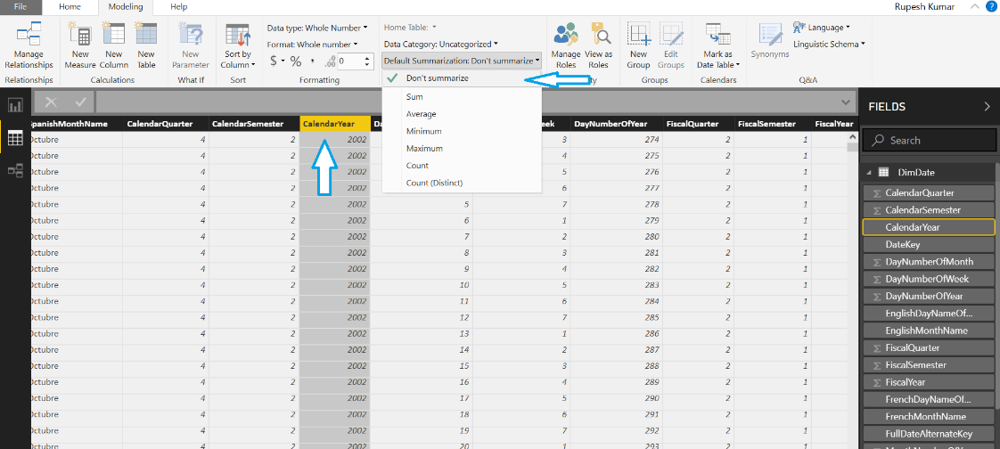 File Home Modeling Help Rupesh Kumar
Manage Relationships
Relationships
New Measure
New Column
New Table
Calculations
New Parameter
What If
Sort by Column
Sort
Data type: Whole Number
Format: Whole number
$ % , .00 0
Formatting
Home Table:
Data Category: Uncategorized
Default Summarization: Don't summarize
Don't summarize
Sum
Average
Minimum
Maximum
Count
Count (Distinct)
Manage Roles
View as Roles
New Group
Edit Groups
Groups
Mark as Date Table
Calendars
Synonyms
Language
Linguistic Schema
Q&A
SpanishMonthName CalendarQuarter CalendarSemester CalendarYear DayNumberOfYear FiscalQuarter FiscalSemester FiscalYear
Octubre 4 2 2002 3 274 2 1
Octubre 4 2 2002 4 275 2 1
Octubre 4 2 2002 5 276 2 1
Octubre 4 2 2002 6 277 2 1
Octubre 4 2 2002 5 7 278 2 1
Octubre 4 2 2002 6 1 279 2 1
Octubre 4 2 2002 7 2 280 2 1
Octubre 4 2 2002 8 3 281 2 1
Octubre 4 2 2002 9 4 282 2 1
Octubre 4 2 2002 10 5 283 2 1
Octubre 4 2 2002 11 6 284 2 1
Octubre 4 2 2002 12 7 285 2 1
Octubre 4 2 2002 13 1 286 2 1
Octubre 4 2 2002 14 2 287 2 1
Octubre 4 2 2002 15 3 288 2 1
Octubre 4 2 2002 16 4 289 2 1
Octubre 4 2 2002 17 5 290 2 1
Octubre 4 2 2002 18 6 291 2 1
Octubre 4 2 2002 19 7 292 2 1
Octubre 4 2 2002 20 1 293 2 1
FIELDS
Search
DimDate
CalendarQuarter
CalendarSemester
CalendarYear
DateKey
DayNumberOfMonth
DayNumberOfWeek
DayNumberOfYear
EnglishDayNameOf...
EnglishMonthName
FiscalQuarter
FiscalSemester
FiscalYear
FrenchDayNameOf...
FrenchMonthName
FullDateAlternateKey